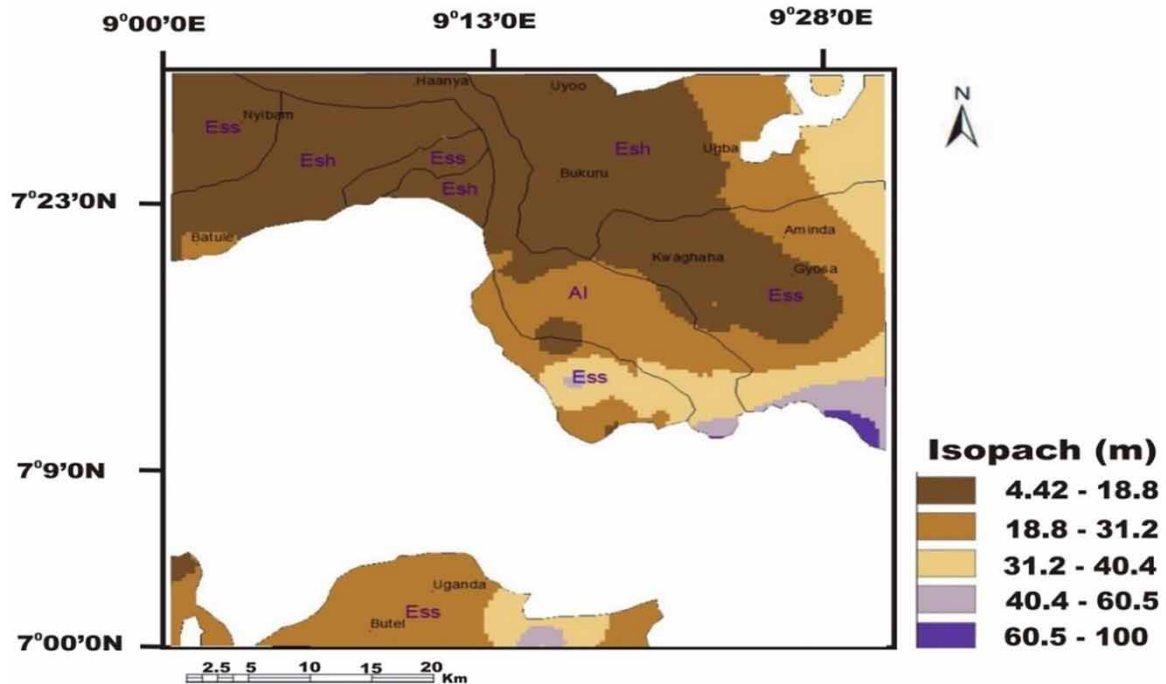 9°00'0E
9°13'0E
9°28'0E
Haanya
Uyoo
N
Nyibam
Ess
Esh
Ess
Esh
Ugba
Esh
Bukuru
7°23'0N
Batule
Aminda
Kwaghaha
Gyosa
Al
Ess
Ess
Isopach (m)
7°9'0N
4.42 - 18.8
18.8 - 31.2
31.2 - 40.4
Uganda
Ess
40.4 - 60.5
Butel
60.5 - 100
7°00'0N
2.5 5 10 15 20
Km